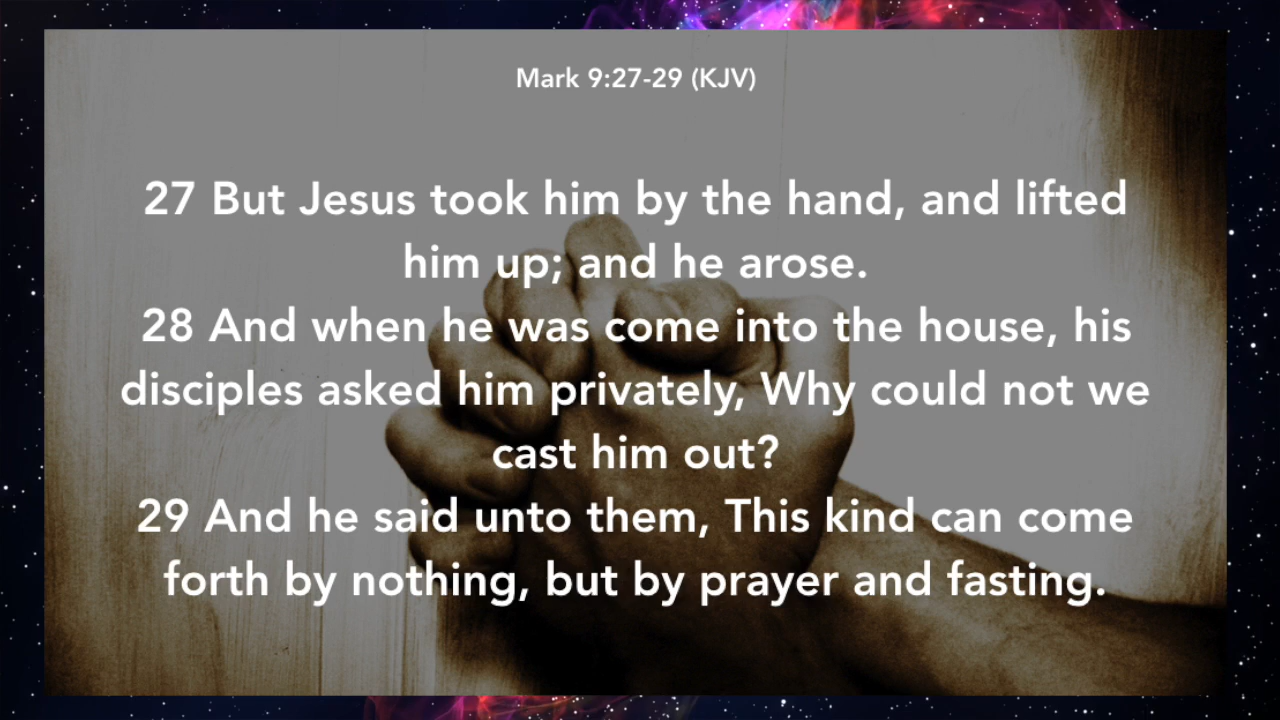 Mark 9:27-29 (KJV)
27 But Jesus took him by the hand, and lifted
him up; and he arose.
28 And when he was come into the house, his
disciples asked him privately, Why could not we
cast him out?
29 And he said unto them, This kind can come
forth by nothing, but by prayer and fasting.